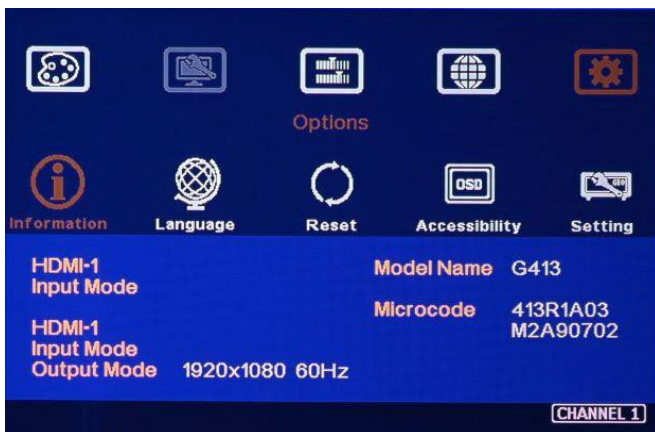 Options
Information
Language
Reset
OSD
Accessibility
Setting
HDMI-1
Input Mode
Model Name G413
Microcode 413R1A03
M2A90702
HDMI-1
Input Mode
Output Mode 1920x1080 60Hz
CHANNEL 1